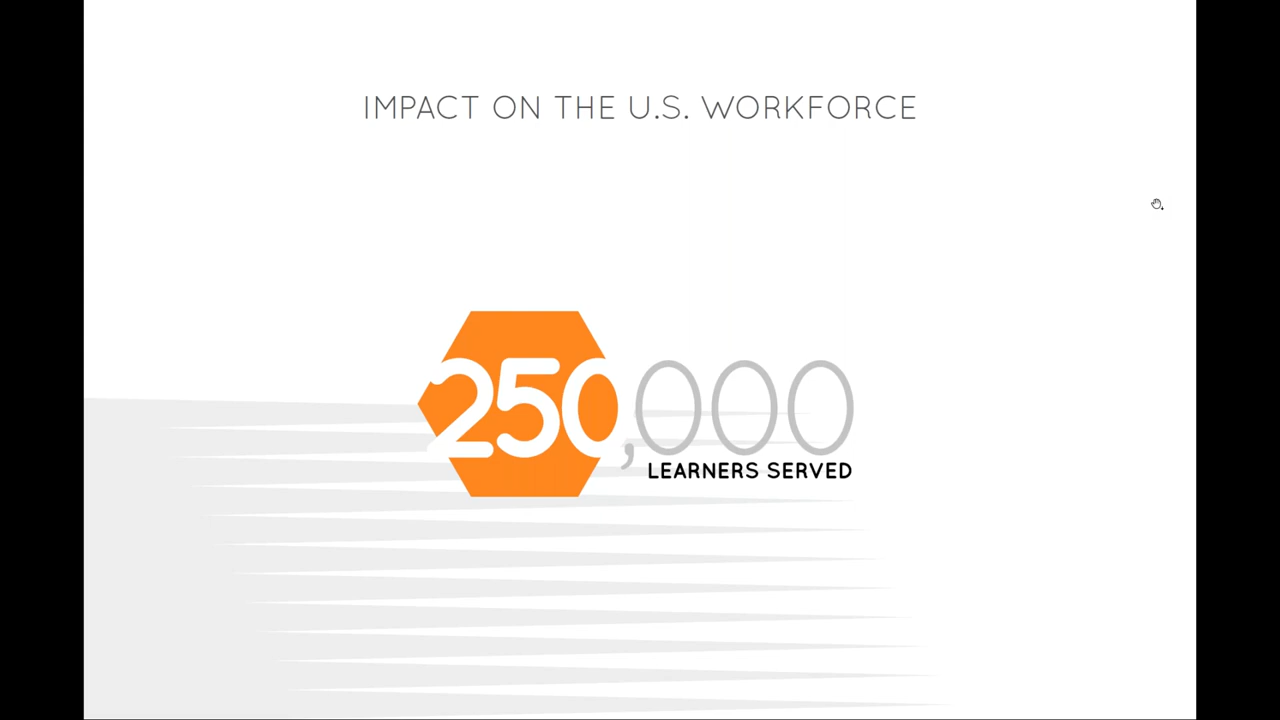 IMPACT ON THE U.S. WORKFORCE
250,000
LEARNERS SERVED